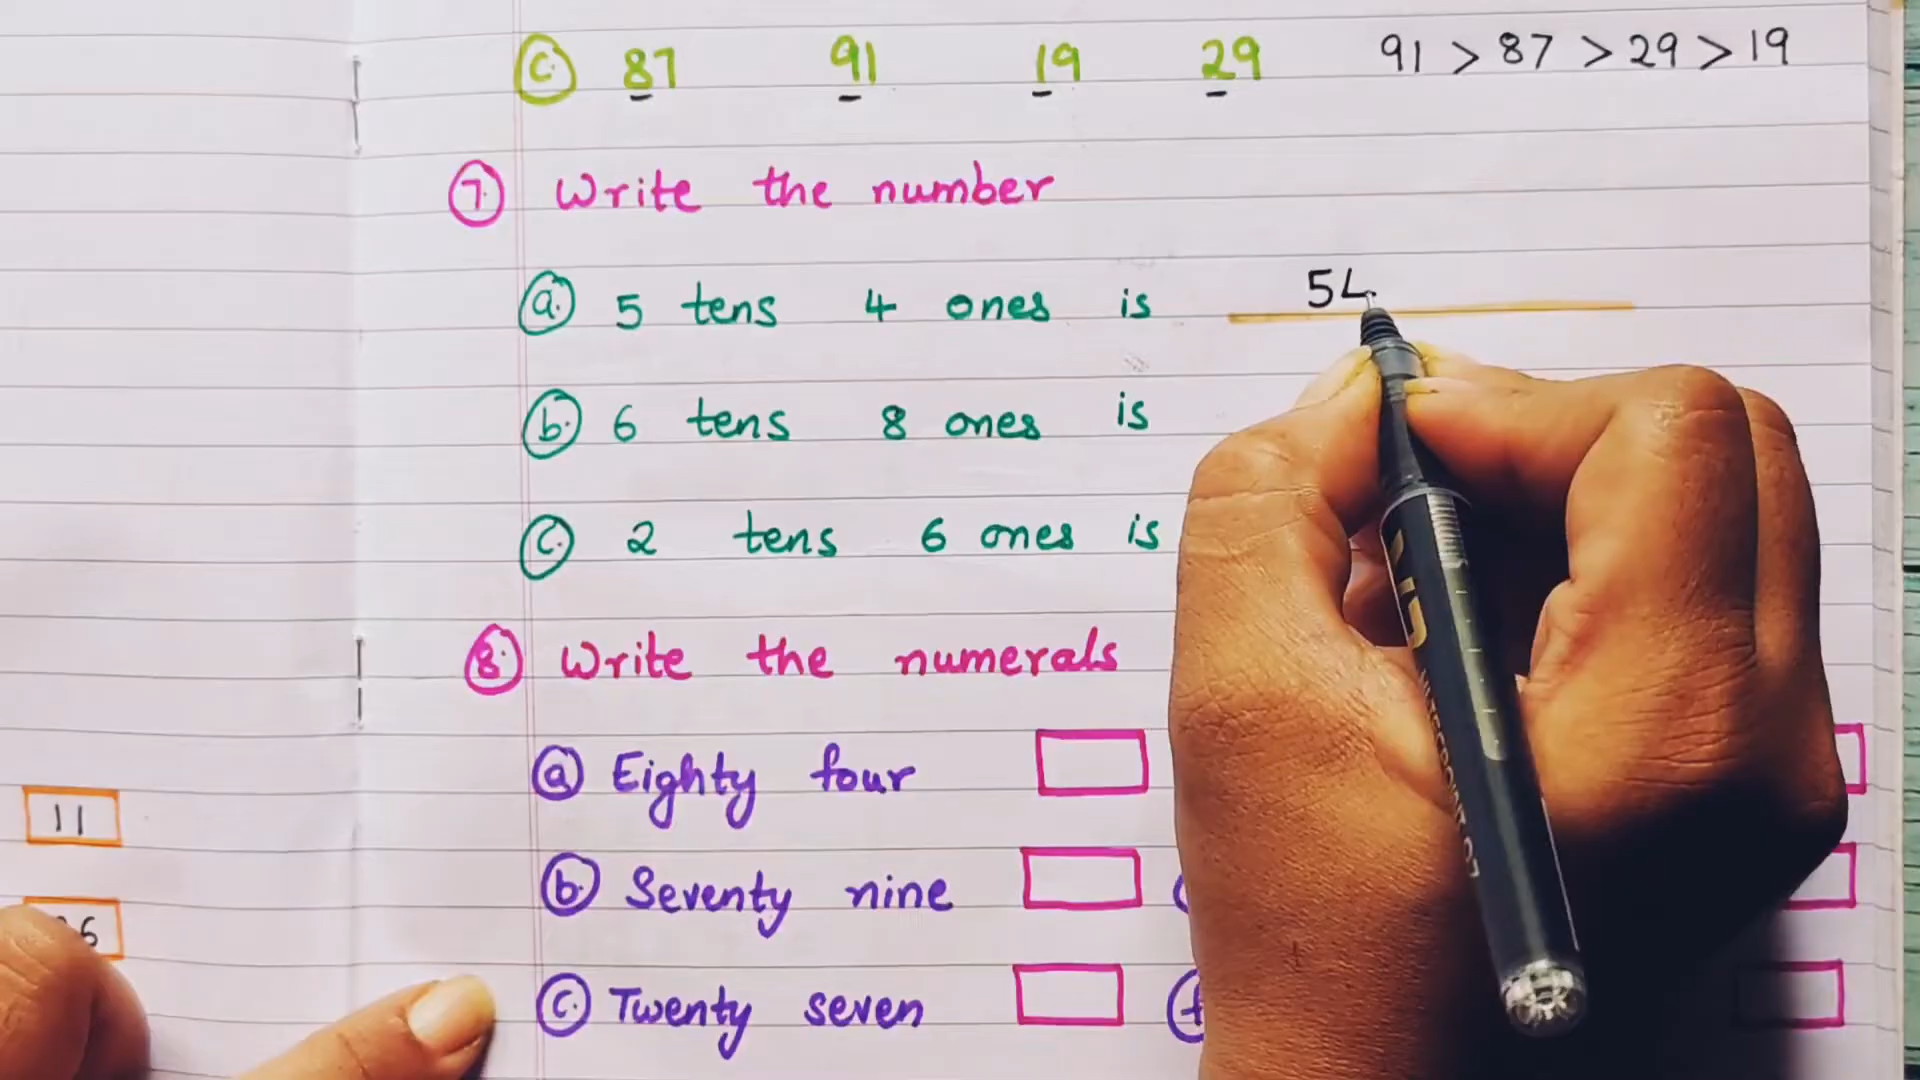 c. 87 91 19 29 91 > 87 > 29 > 19
7. Write the number
a. 5 tens 4 ones is 54
b. 6 tens 8 ones is
c. 2 tens 6 ones is
8. Write the numerals
a Eighty four
11
b. Seventy nine
6
c. Twenty seven